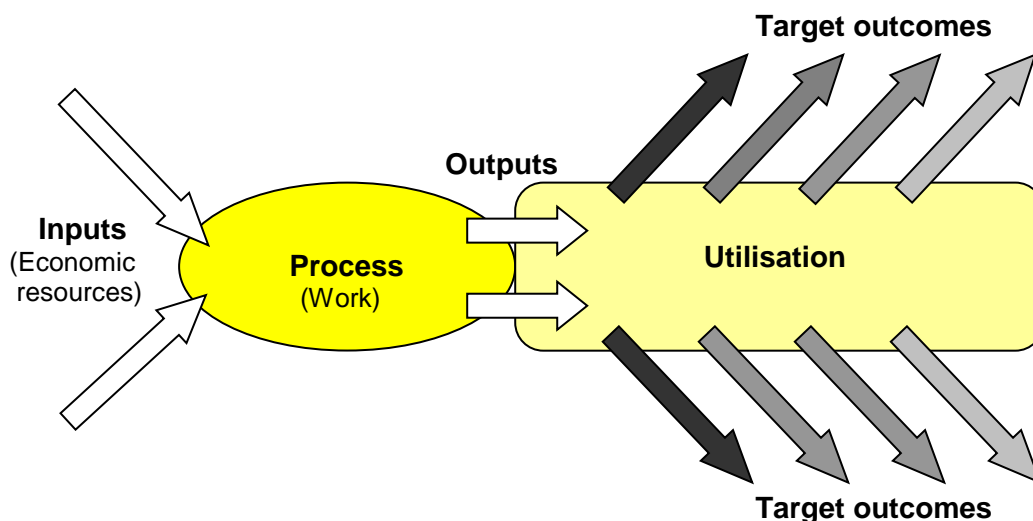 Target outcomes
Outputs
Inputs
(Economic
resources)
Process
(Work)
Utilisation
Target outcomes